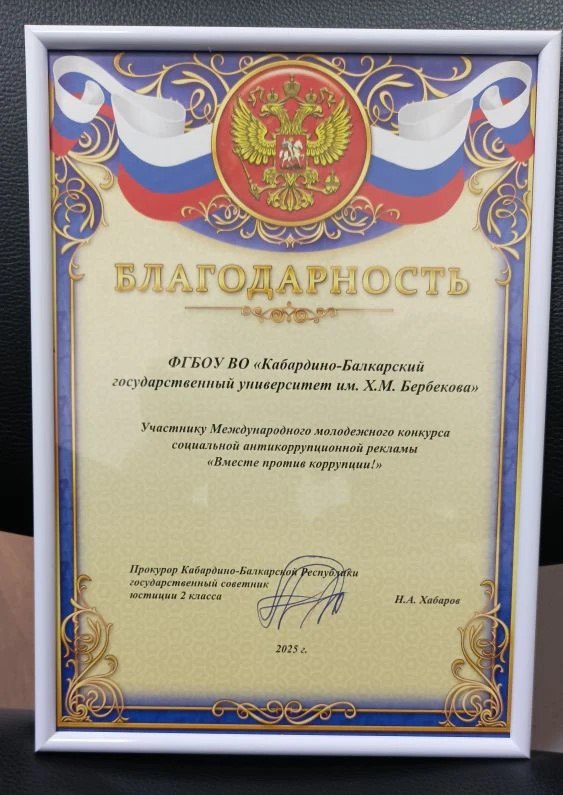 БЛАГОДАРНОСТЬ
ФГБОУ ВО «Кабардино-Балкарский
государственный университет им. Х.М. Бербекова»
Участнику Международного молодежного конкурса
социальной антикоррупционной рекламы
«Вместе против коррупции!»
Прокурор Кабардино-Балкарской Республики
государственный советник
юстиции 2 класса
Н.А. Хабаров
2025 г.